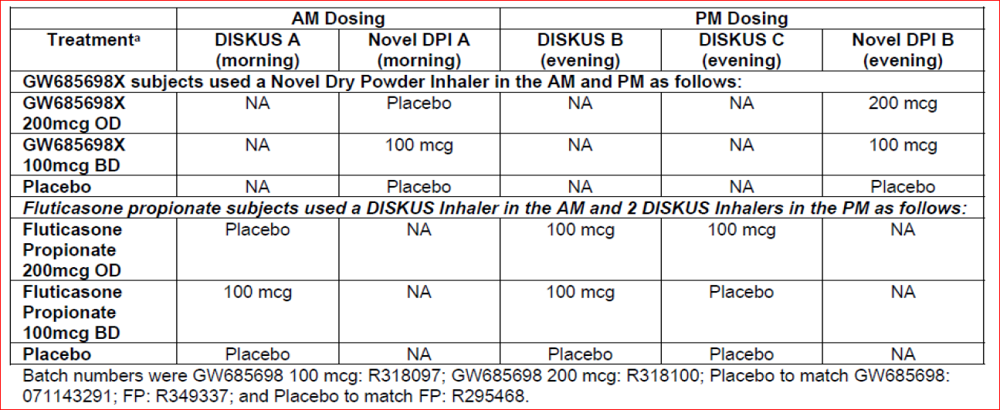 AM Dosing PM Dosing
Treatmentᵃ DISKUS A Novel DPI A DISKUS B DISKUS C Novel DPI B
(morning) (morning) (evening) (evening) (evening)
GW685698X subjects used a Novel Dry Powder Inhaler in the AM and PM as follows:
GW685698X NA Placebo NA NA 200 mcg
200mcg OD
GW685698X NA 100 mcg NA NA 100 mcg
100mcg BD
Placebo NA Placebo NA NA Placebo
Fluticasone propionate subjects used a DISKUS Inhaler in the AM and 2 DISKUS Inhalers in the PM as follows:
Fluticasone Placebo NA 100 mcg 100 mcg NA
Propionate
200mcg OD
Fluticasone 100 mcg NA 100 mcg Placebo NA
Propionate
100mcg BD
Placebo Placebo NA Placebo Placebo NA
Batch numbers were GW685698 100 mcg: R318097; GW685698 200 mcg: R318100; Placebo to match GW685698:
071143291; FP: R349337; and Placebo to match FP: R295468.